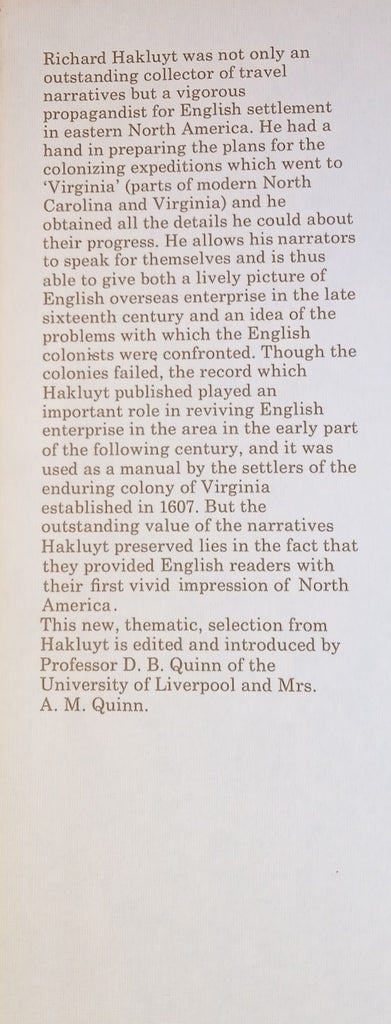 Richard Hakluyt was not only an
outstanding collector of travel
narratives but a vigorous
propagandist for English settlement
in eastern North America. He had a
hand in preparing the plans for the
colonizing expeditions which went to
‘Virginia’ (parts of modern North
Carolina and Virginia) and he
obtained all the details he could about
their progress. He allows his narrators
to speak for themselves and is thus
able to give both a lively picture of
English overseas enterprise in the late
sixteenth century and an idea of the
problems with which the English
colonists were confronted. Though the
colonies failed, the record which
Hakluyt published played an
important role in reviving English
enterprise in the area in the early part
of the following century, and it was
used as a manual by the settlers of the
enduring colony of Virginia
established in 1607. But the
outstanding value of the narratives
Hakluyt preserved lies in the fact that
they provided English readers with
their first vivid impression of North
America.
This new, thematic, selection from
Hakluyt is edited and introduced by
Professor D. B. Quinn of the
University of Liverpool and Mrs.
A. M. Quinn.